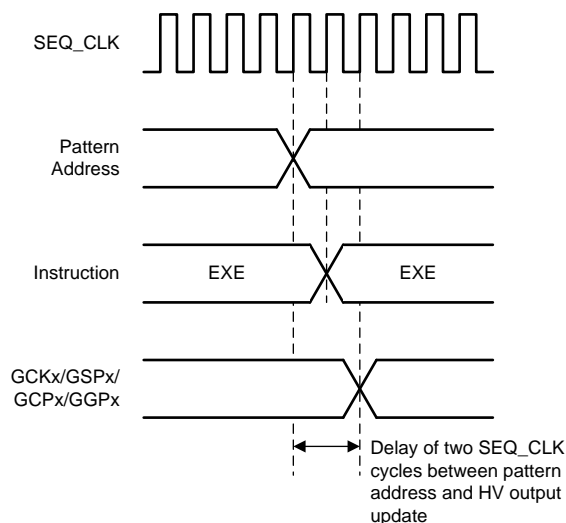 SEQ_CLK
Pattern
Address
Instruction
EXE
EXE
GCKx/GSPx/
GCPx/GGPx
Delay of two SEQ_CLK
cycles between pattern
address and HV output
update